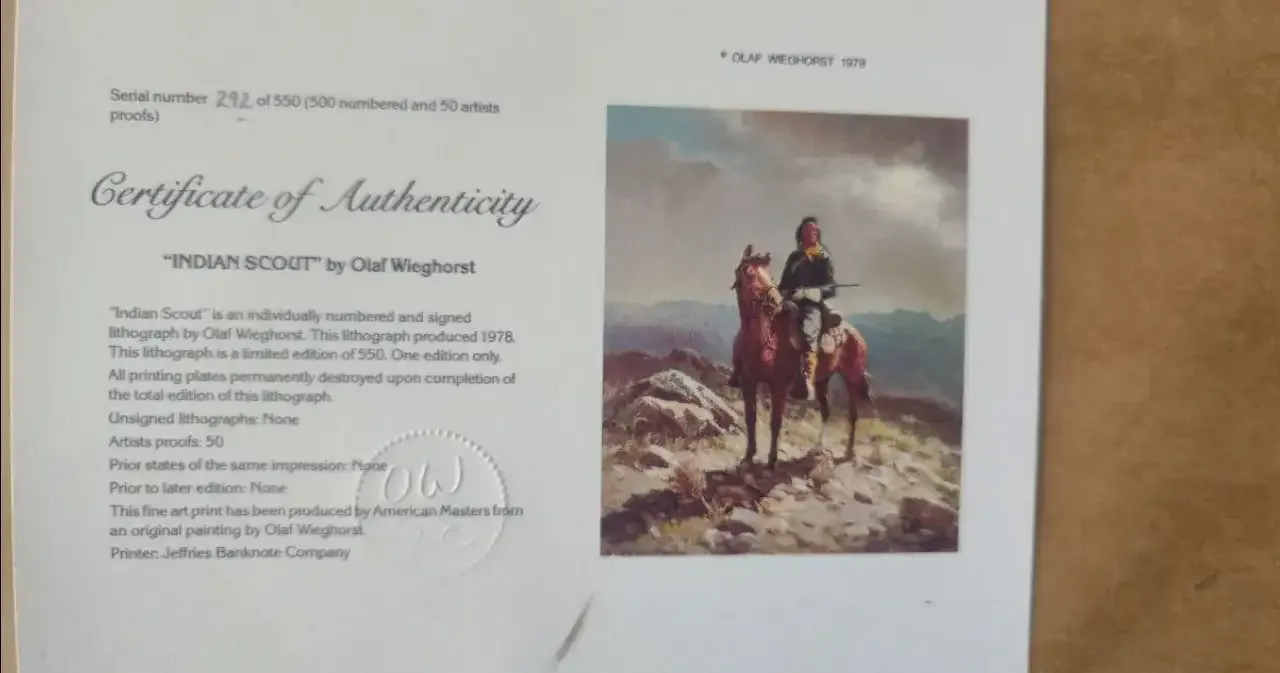 * OLAF WIEGHORST 1978
Serial number 292 of 550 (500 numbered and 50 artists
proofs)
Certificate of Authenticity
"INDIAN SCOUT" by Olaf Wieghorst
"Indian Scout" is an individually numbered and signed
lithograph by Olaf Wieghorst. This lithograph produced 1978.
This lithograph is a limited edition of 550. One edition only.
All printing plates permanently destroyed upon completion of
the total edition of this lithograph.
Unsigned lithographs: None
Artists proofs: 50
Prior states of the same impression: None
Prior to later edition: None
This fine art print has been produced by American Masters from
an original painting by Olaf Wieghorst.
Printer: Jeffries Banknote Company
OW